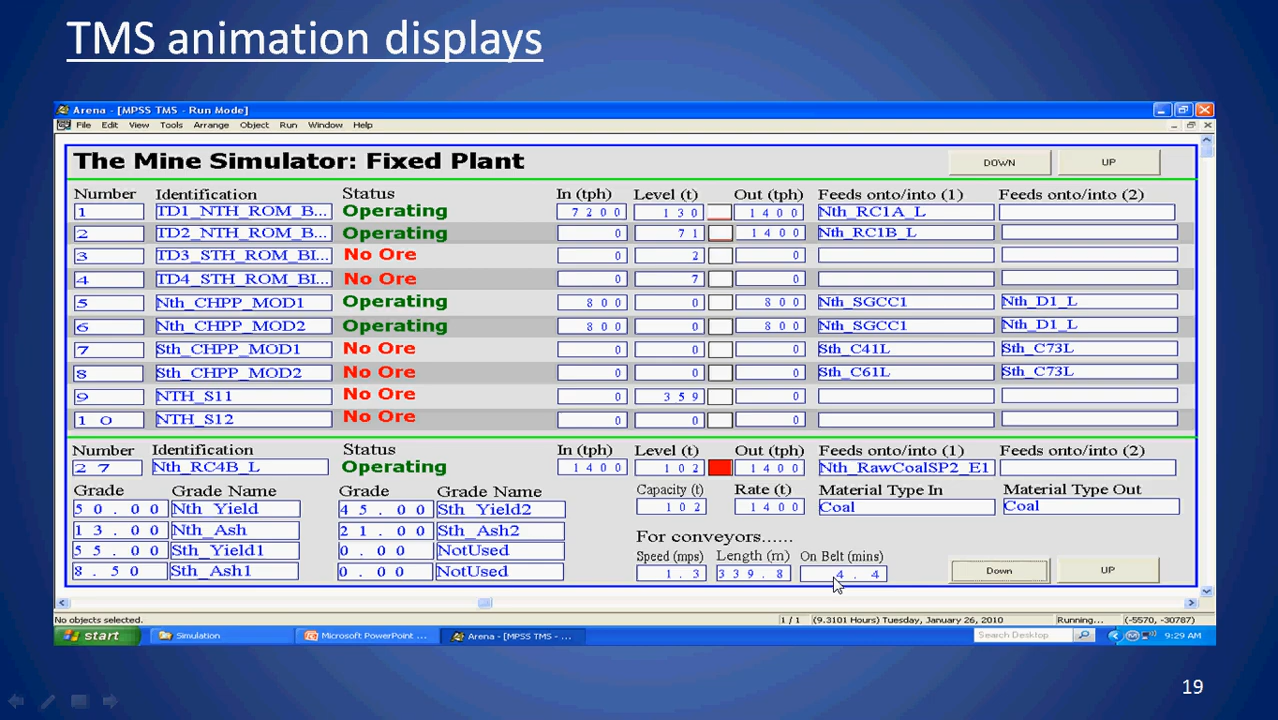 TMS animation displays
Arena - [MPSS TMS - Run Mode]
File Edit View Tools Arrange Object Run Window Help
The Mine Simulator: Fixed Plant DOWN UP
Number Identification Status In (tph) Level (t) Out (tph) Feeds onto/into (1) Feeds onto/into (2)
1 TD1_NTH_ROM_B... Operating 7200 130 1400 Nth_RC1A_L
2 TD2_NTH_ROM_B... Operating 0 71 1400 Nth_RC1B_L
3 TD3_STH_ROM_BI... No Ore 0 2 0
4 TD4_STH_ROM_BI... No Ore 0 7 0
5 Nth_CHPP_MOD1 Operating 800 0 800 Nth_SGCC1 Nth_D1_L
6 Nth_CHPP_MOD2 Operating 800 0 800 Nth_SGCC1 Nth_D1_L
7 Sth_CHPP_MOD1 No Ore 0 0 0 Sth_C41L Sth_C73L
8 Sth_CHPP_MOD2 No Ore 0 0 0 Sth_C61L Sth_C73L
9 NTH_S11 No Ore 0 359 0
10 NTH_S12 No Ore 0 0 0
Number Identification Status In (tph) Level (t) Out (tph) Feeds onto/into (1) Feeds onto/into (2)
27 Nth_RC4B_L Operating 1400 102 1400 Nth_RawCoalSP2_E1
Grade Grade Name Grade Grade Name Capacity (t) Rate (t) Material Type In Material Type Out
50.00 Nth_Yield 45.00 Sth_Yield2 102 1400 Coal Coal
13.00 Nth_Ash 21.00 Sth_Ash2 For conveyors......
55.00 Sth_Yield1 0.00 NotUsed Speed (mps) Length (m) On Belt (mins)
8.50 Sth_Ash1 0.00 NotUsed 1.3 339.8 4.4 Down UP
No objects selected. 1/1 (9.3101 Hours) Tuesday, January 26, 2010 Running... (-5570, -30787)
start Simulation Microsoft PowerPoint ... Arena - [MPSS TMS - ... Search Desktop 9:29 AM
19